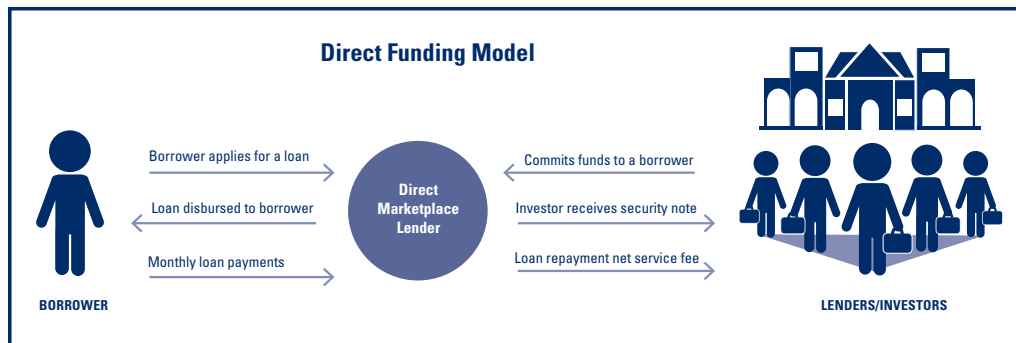 Direct Funding Model
Borrower applies for a loan
Loan disbursed to borrower
Monthly loan payments
BORROWER
Direct
Marketplace
Lender
Commits funds to a borrower
Investor receives security note
Loan repayment net service fee
LENDERS/INVESTORS